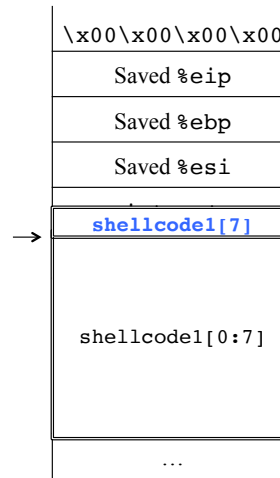 \x00\x00\x00\x00
Saved %eip
Saved %ebp
Saved %esi
shellcode1[7]
shellcode1[0:7]
...